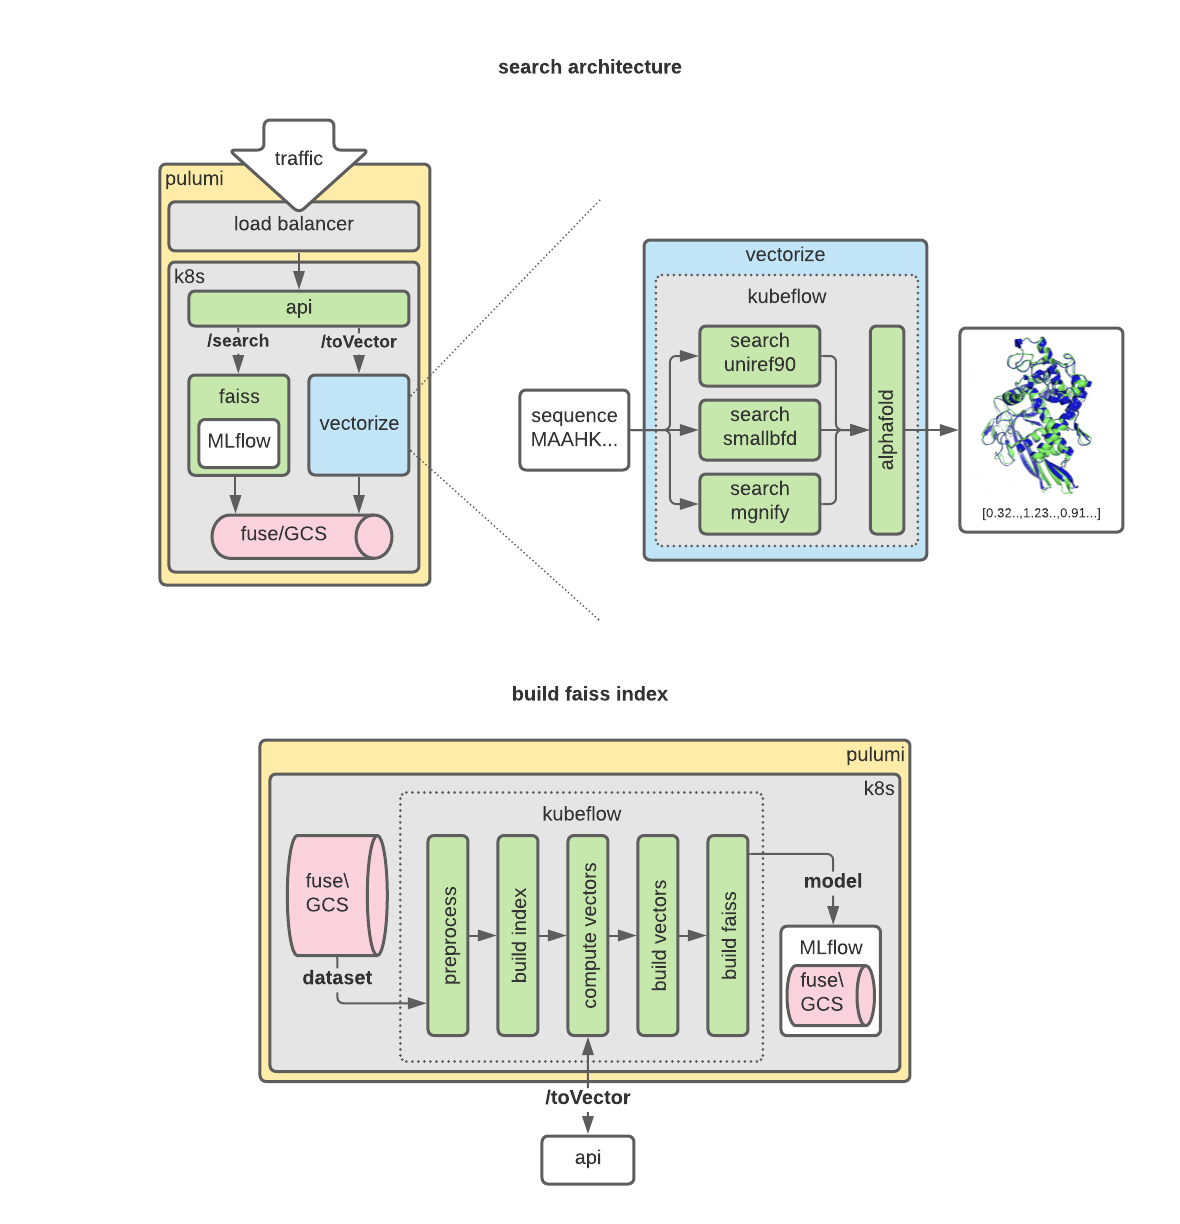 search architecture
traffic
pulumi
load balancer
k8s
api
/search
/toVector
faiss
MLflow
vectorize
fuse/GCS
vectorize
kubeflow
sequence
MAAHK...
search
uniref90
search
smallbfd
search
mgnify
alphafold
[0.32..,1.23..,0.91...]
build faiss index
pulumi
k8s
kubeflow
fuse\
GCS
dataset
preprocess
build index
compute vectors
build vectors
build faiss
model
MLflow
fuse\
GCS
/toVector
api